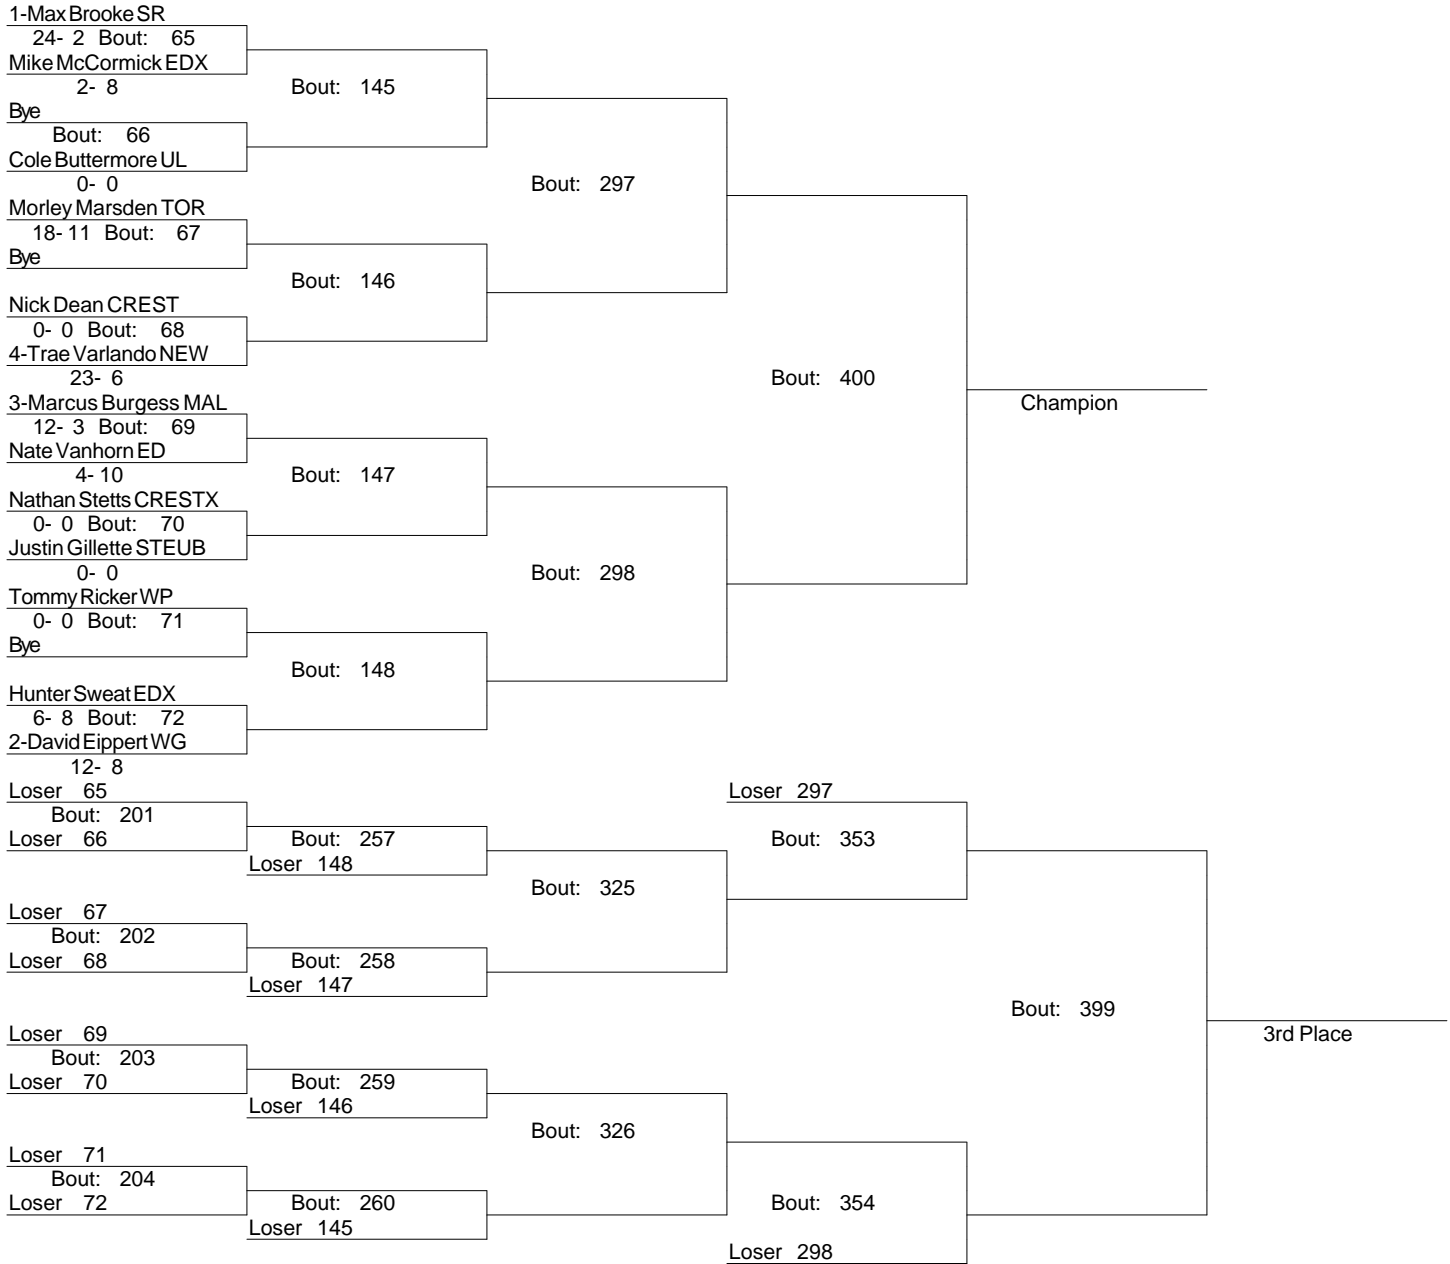 1-Max Brooke SR
24- 2 Bout: 65
Mike McCormick EDX
2- 8
Bye
Bout: 66
Cole Buttermore UL
0- 0
Morley Marsden TOR
18- 11 Bout: 67
Bye
Nick Dean CREST
0- 0 Bout: 68
4-Trae Varlando NEW
23- 6
3-Marcus Burgess MAL
12- 3 Bout: 69
Nate Vanhorn ED
4- 10
Nathan Stetts CRESTX
0- 0 Bout: 70
Justin Gillette STEUB
0- 0
Tommy Ricker WP
0- 0 Bout: 71
Bye
Hunter Sweat EDX
6- 8 Bout: 72
2-David Eippert WG
12- 8
Bout: 145
Bout: 146
Bout: 147
Bout: 148
Bout: 297
Bout: 298
Bout: 400
Champion
Loser 65
Bout: 201
Loser 66
Loser 67
Bout: 202
Loser 68
Loser 69
Bout: 203
Loser 70
Loser 71
Bout: 204
Loser 72
Bout: 257
Loser 148
Bout: 258
Loser 147
Bout: 259
Loser 146
Bout: 260
Loser 145
Bout: 325
Bout: 326
Loser 297
Bout: 353
Bout: 354
Loser 298
Bout: 399
3rd Place